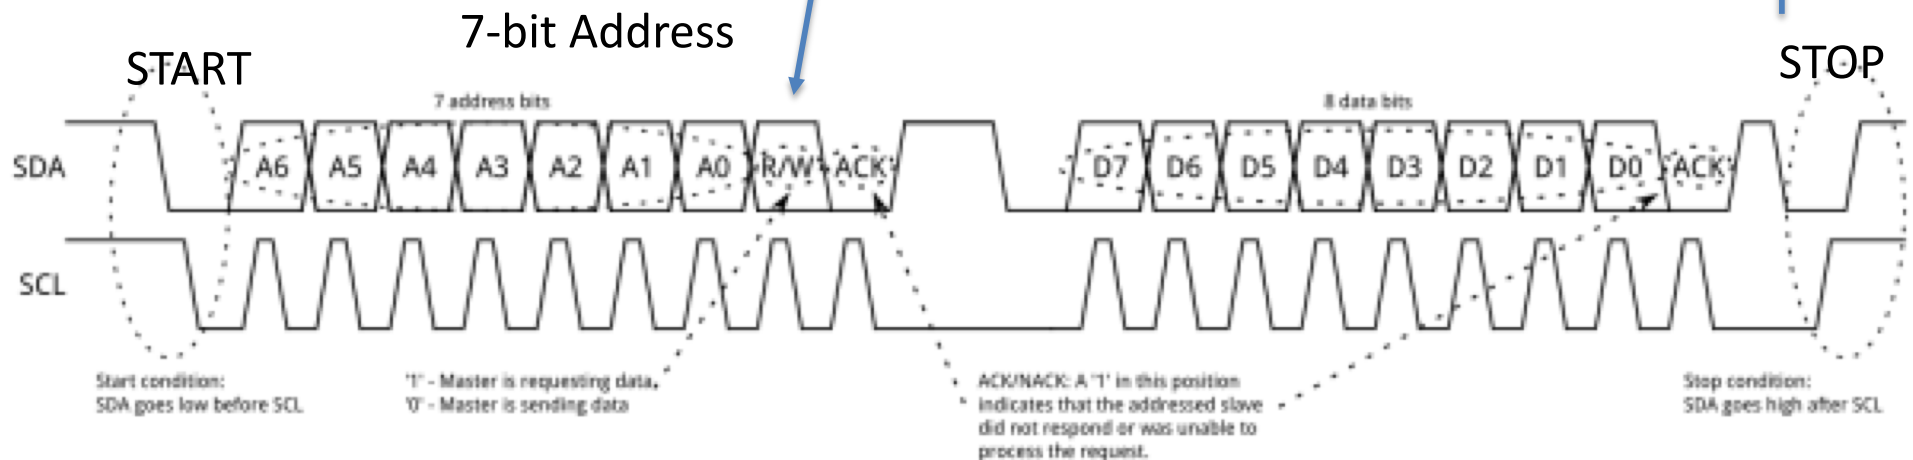 7-bit Address
START
STOP
7 address bits
8 data bits
SDA
A6 A5 A4 A3 A2 A1 A0 R/W ACK
D7 D6 D5 D4 D3 D2 D1 D0 ACK
SCL
Start condition:
SDA goes low before SCL
'1' - Master is requesting data
'0' - Master is sending data
ACK/NACK: A '1' in this position
indicates that the addressed slave
did not respond or was unable to
process the request.
Stop condition:
SDA goes high after SCL